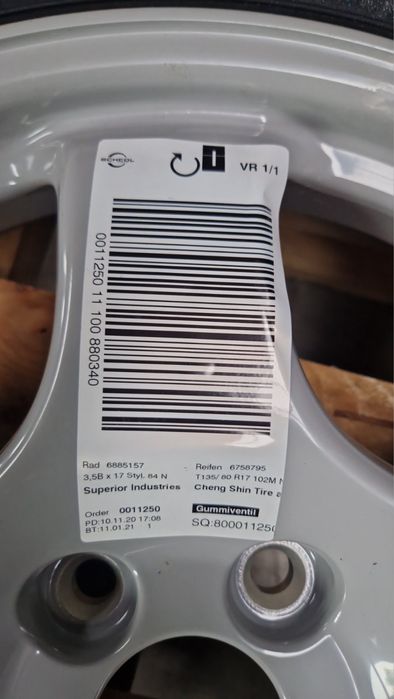 SCHEDL
VR 1/1
0011250 11 100 880340
Rad 6885157
3,5B x 17 Styl. 64 N
Superior Industries
Reifen 6758795
T135/ 80 R17 102M
Cheng Shin Tire
Order 0011250
PD:10.11.20 17:08
BT:11.01.21 1
Gummiventil
SQ:80001125